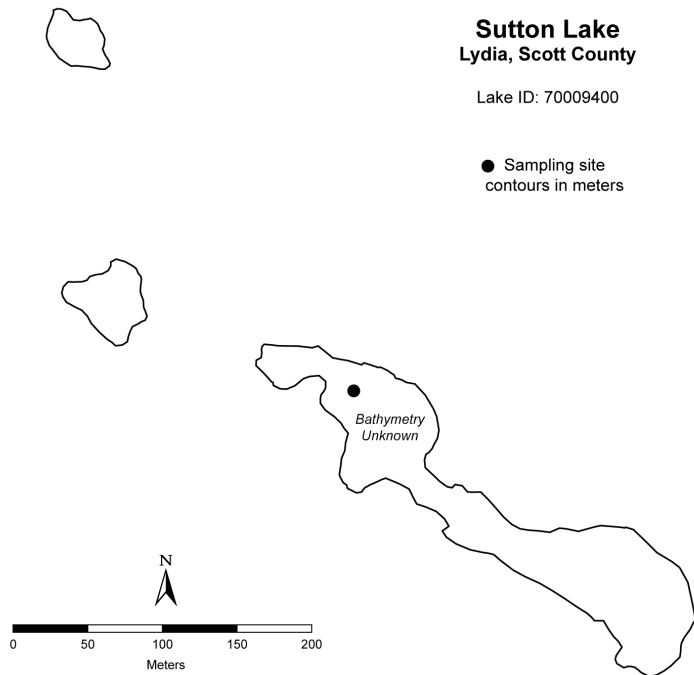 Sutton Lake
Lydia, Scott County
Lake ID: 70009400
Sampling site
contours in meters
Bathymetry
Unknown
N
0 50 100 150 200
Meters